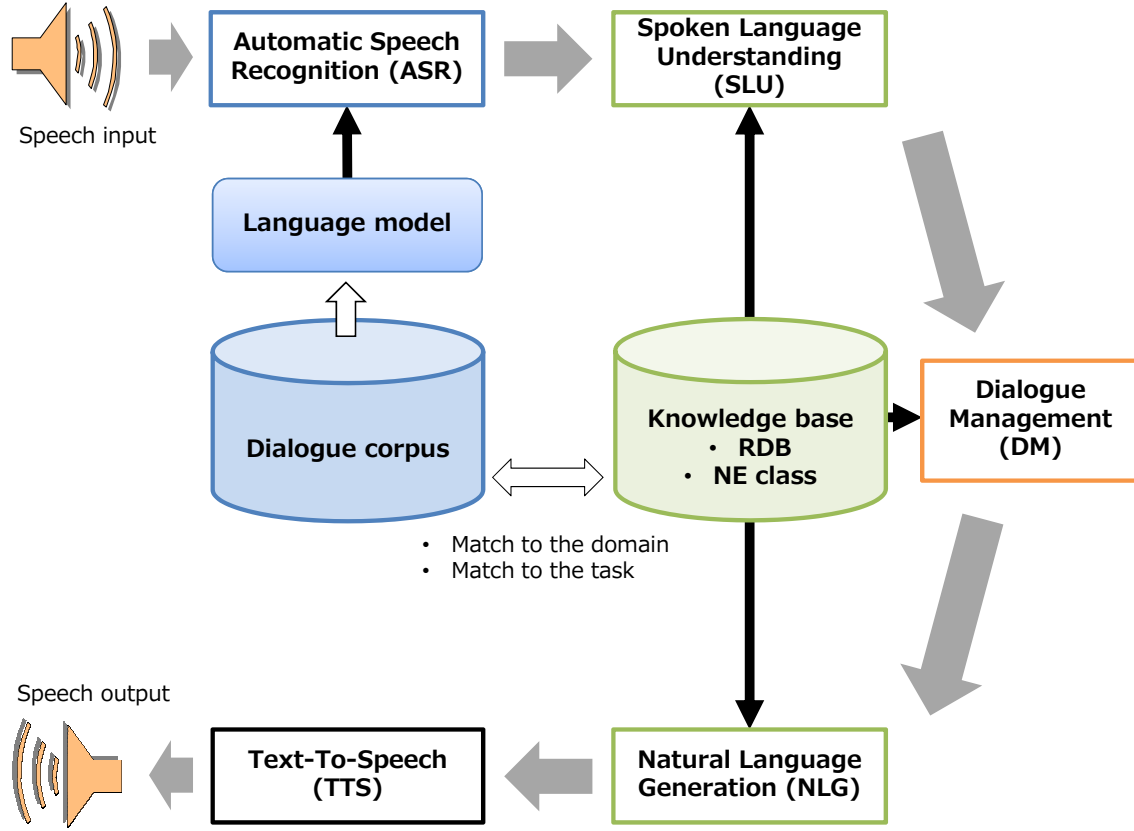 Automatic Speech
Recognition (ASR)
Spoken Language
Understanding
(SLU)
Speech input
Language model
Dialogue corpus
Knowledge base
• RDB
• NE class
Dialogue
Management
(DM)
• Match to the domain
• Match to the task
Speech output
Text-To-Speech
(TTS)
Natural Language
Generation (NLG)